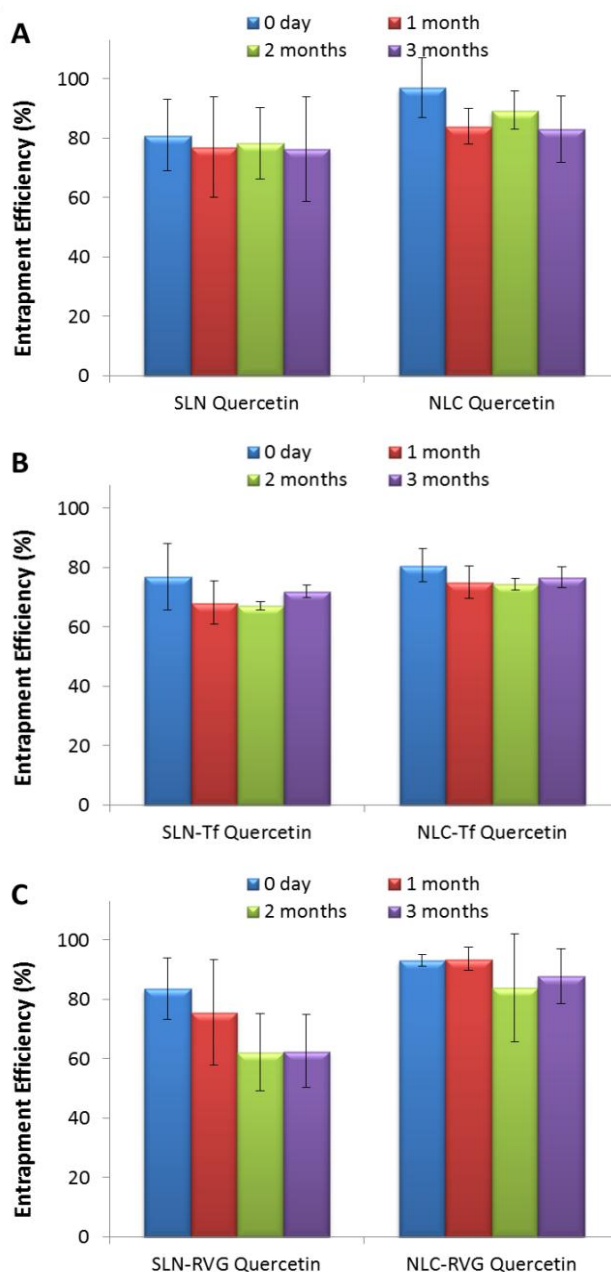 A
0 day 1 month
2 months 3 months
Entrapment Efficiency (%)
100
80
60
40
20
0
SLN Quercetin NLC Quercetin
B
0 day 1 month
2 months 3 months
Entrapment Efficiency (%)
100
80
60
40
20
0
SLN-Tf Quercetin NLC-Tf Quercetin
C
0 day 1 month
2 months 3 months
Entrapment Efficiency (%)
100
80
60
40
20
0
SLN-RVG Quercetin NLC-RVG Quercetin